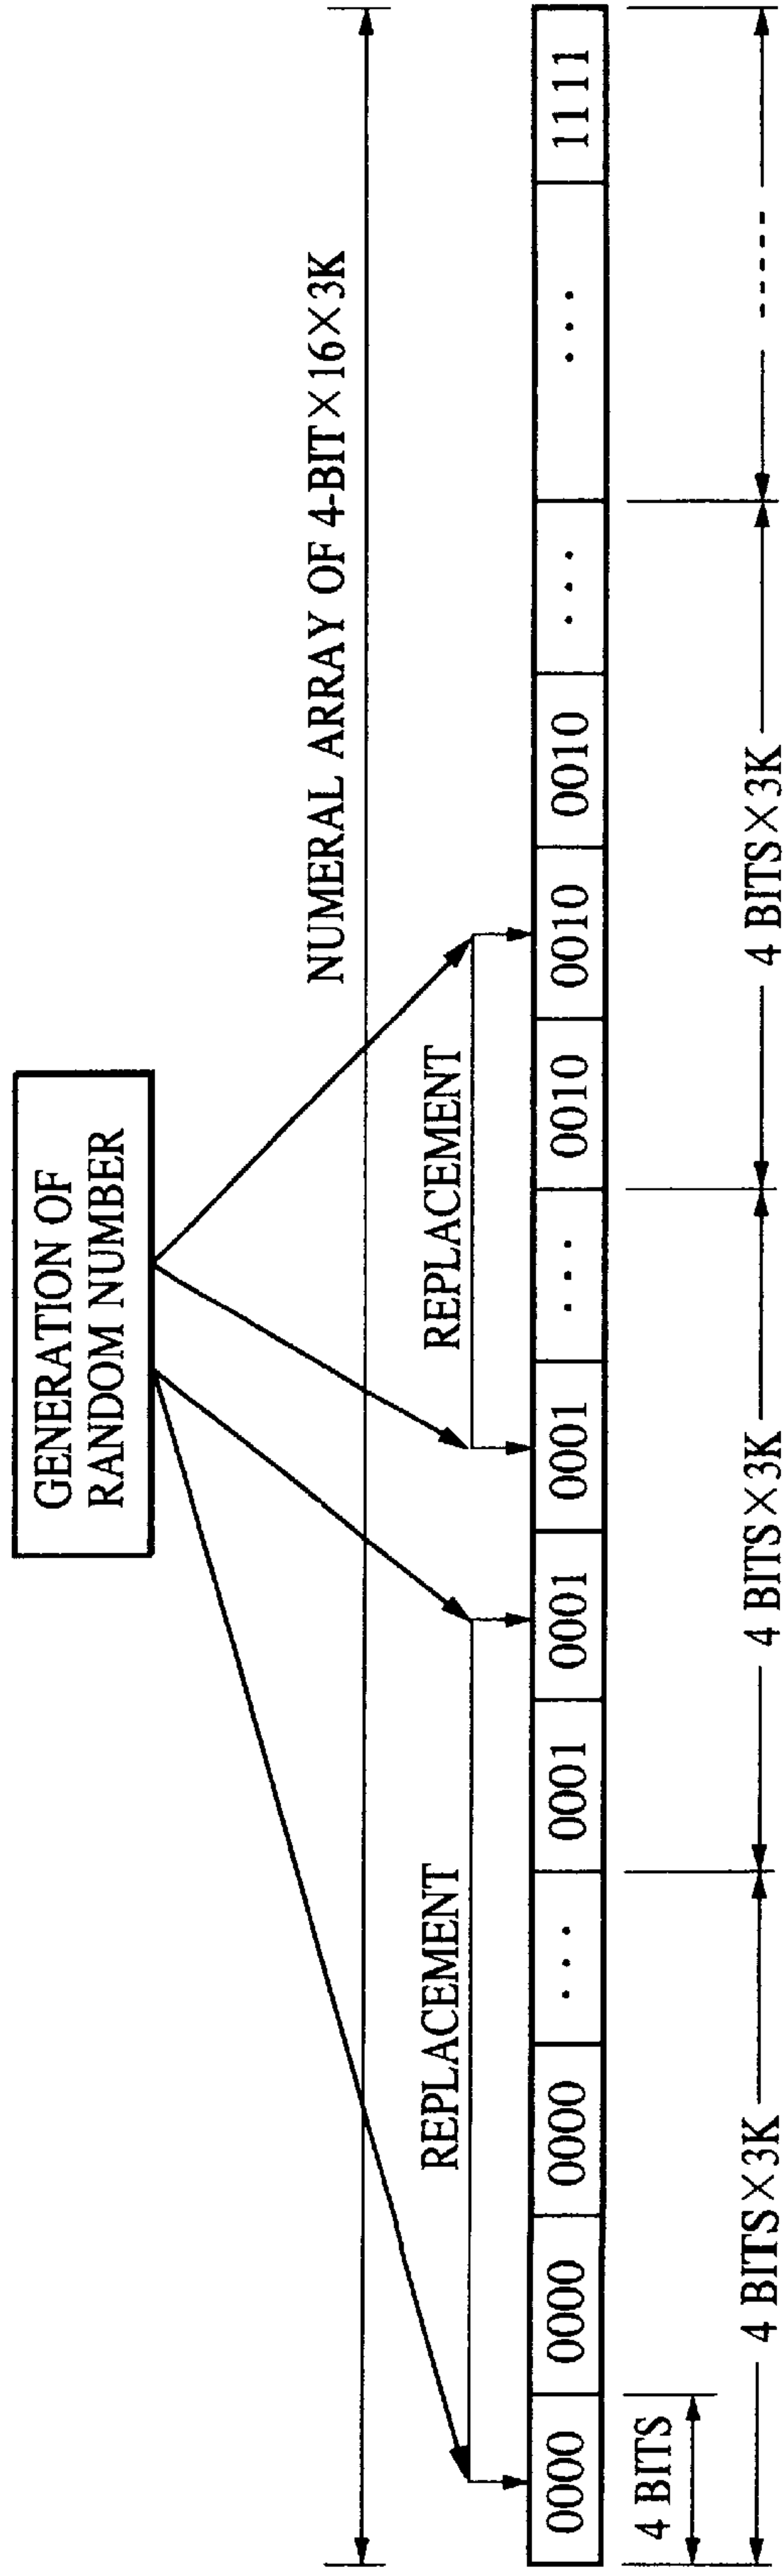 GENERATION OF
RANDOM NUMBER
NUMERAL ARRAY OF 4-BIT×16×3K
REPLACEMENT REPLACEMENT
0000 0000 0000 ... 0001 0001 0001 ... 0010 0010 0010 ... ... 1111
4 BITS
4 BITS×3K 4 BITS×3K 4 BITS×3K